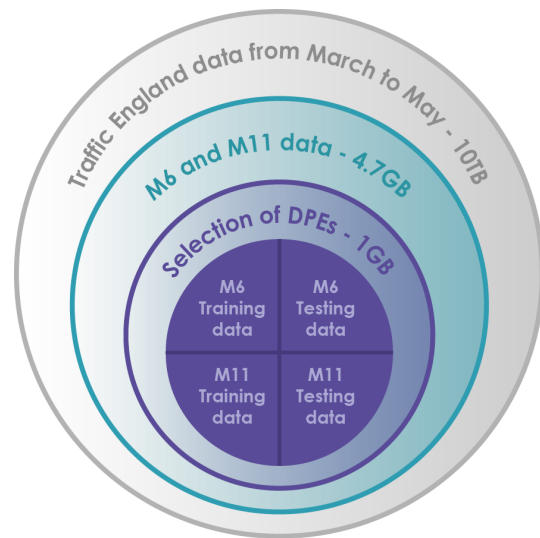 Traffic England data from March to May - 10TB
M6 and M11 data - 4.7GB
Selection of DPEs - 1GB
M6
Training
data
M6
Testing
data
M11
Training
data
M11
Testing
data